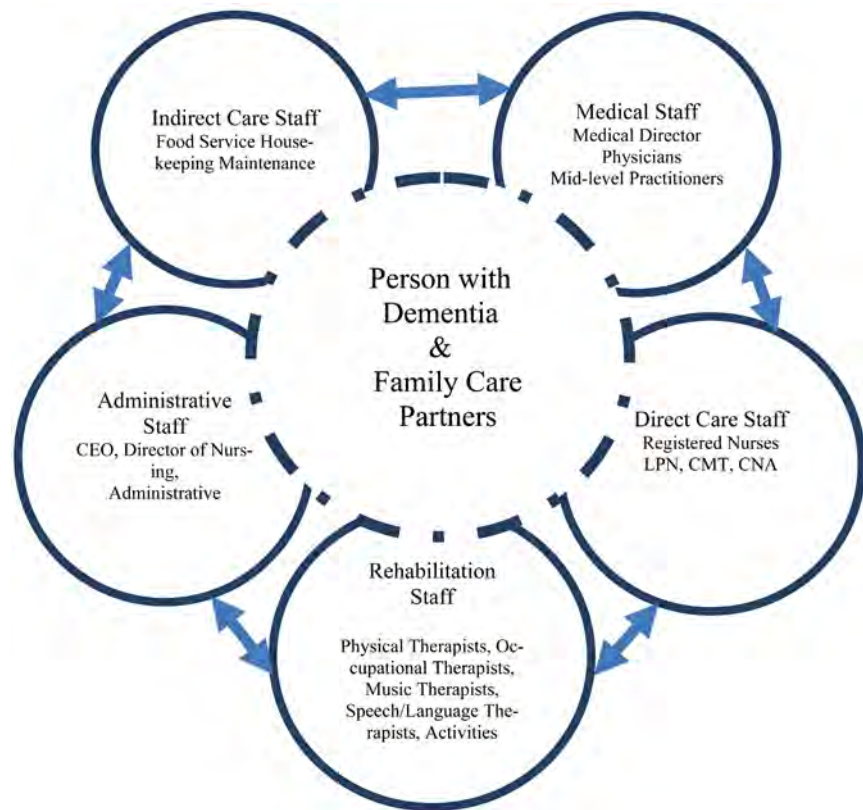 Indirect Care Staff
Food Service House-
keeping Maintenance
Medical Staff
Medical Director
Physicians
Mid-level Practitioners
Person with
Dementia
&
Family Care
Partners
Administrative
Staff
CEO, Director of Nurs-
ing,
Administrative
Direct Care Staff
Registered Nurses
LPN, CMT, CNA
Rehabilitation
Staff
Physical Therapists, Oc-
cupational Therapists,
Music Therapists,
Speech/Language The-
rapists, Activities